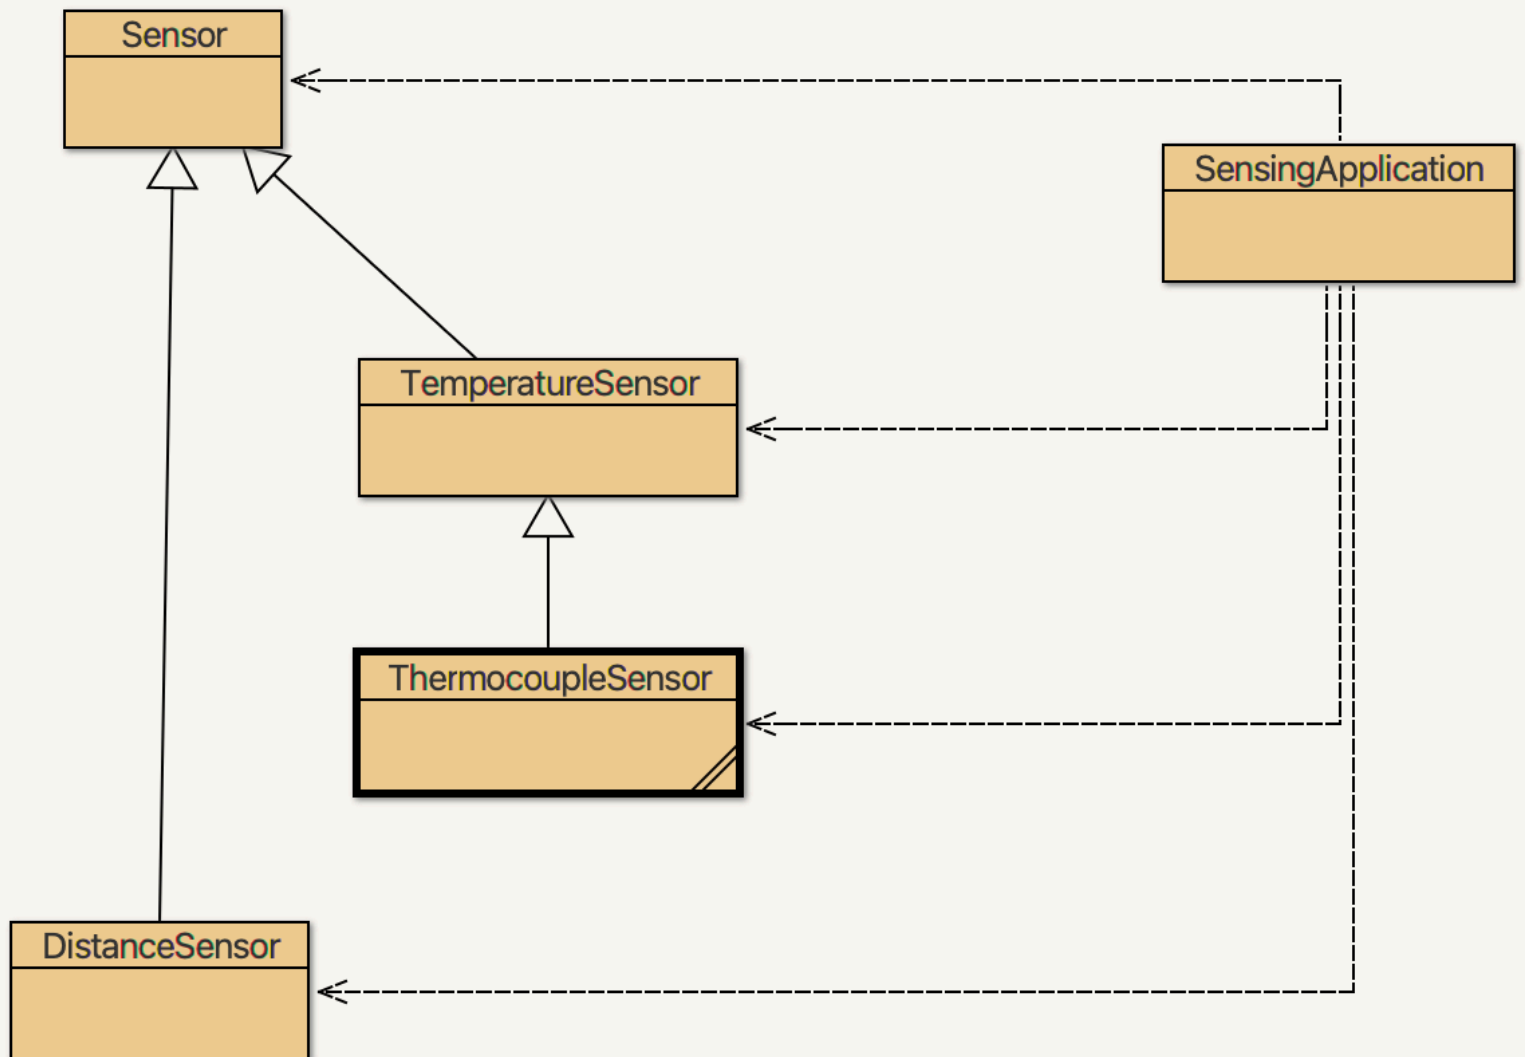 Sensor
SensingApplication
TemperatureSensor
ThermocoupleSensor
DistanceSensor